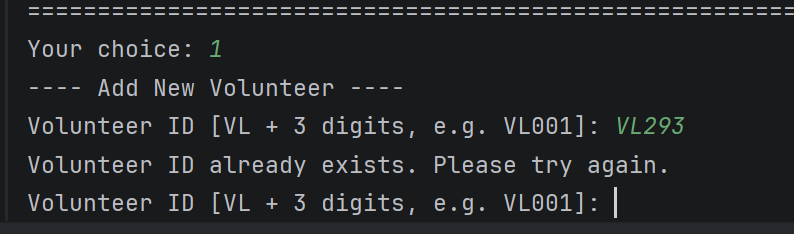 =======================================================
Your choice: 1
---- Add New Volunteer ----
Volunteer ID [VL + 3 digits, e.g. VL001]: VL293
Volunteer ID already exists. Please try again.
Volunteer ID [VL + 3 digits, e.g. VL001]: